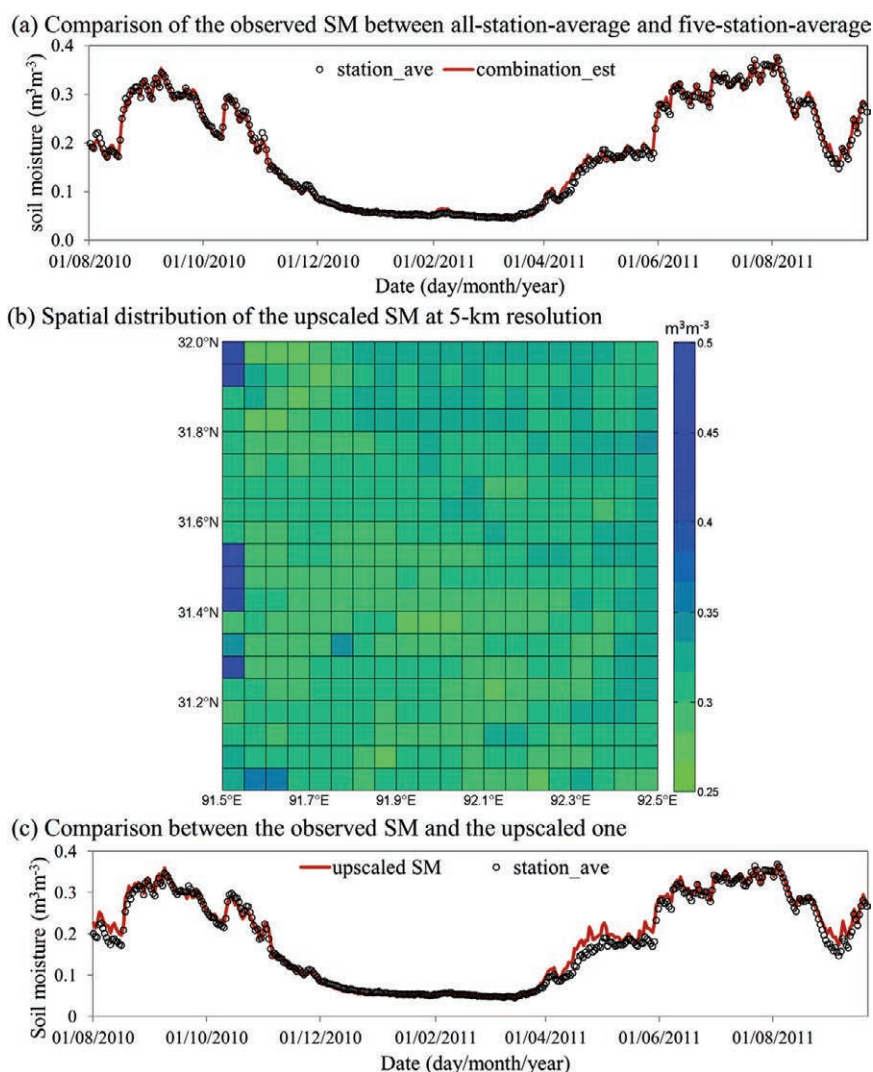 (a) Comparison of the observed SM between all-station-average and five-station-average
station_ave combination_est
soil moisture (m³m⁻³)
0.4
0.3
0.2
0.1
0.0
01/08/2010 01/10/2010 01/12/2010 01/02/2011 01/04/2011 01/06/2011 01/08/2011
Date (day/month/year)
(b) Spatial distribution of the upscaled SM at 5-km resolution
m³m⁻³
32.0°N
31.8°N
31.6°N
31.4°N
31.2°N
91.5°E 91.7°E 91.9°E 92.1°E 92.3°E 92.5°E
0.5
0.45
0.4
0.35
0.3
0.25
(c) Comparison between the observed SM and the upscaled one
upscaled SM station_ave
Soil moisture (m³m⁻³)
0.4
0.3
0.2
0.1
0
01/08/2010 01/10/2010 01/12/2010 01/02/2011 01/04/2011 01/06/2011 01/08/2011
Date (day/month/year)